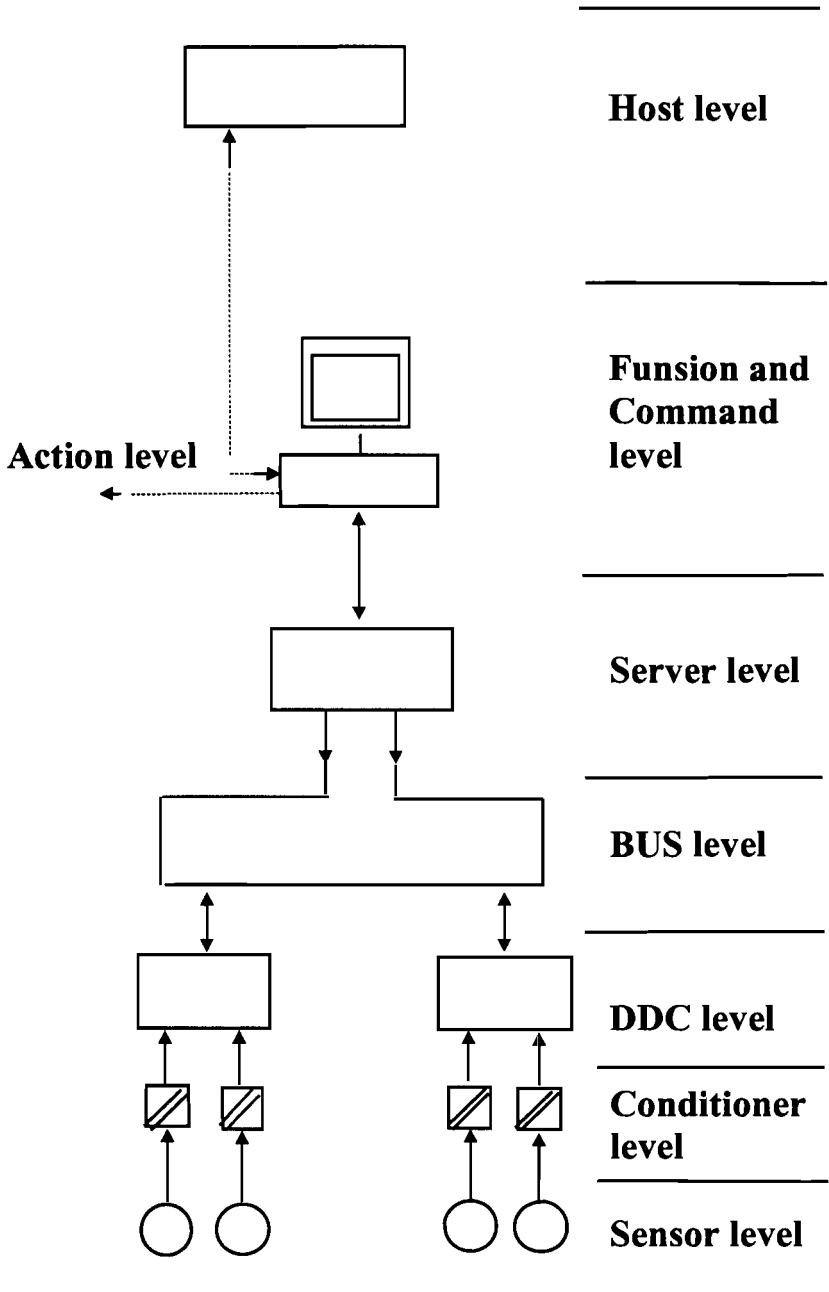 Host level
Funsion and
Command
level
Action level
Server level
BUS level
DDC level
Conditioner
level
Sensor level